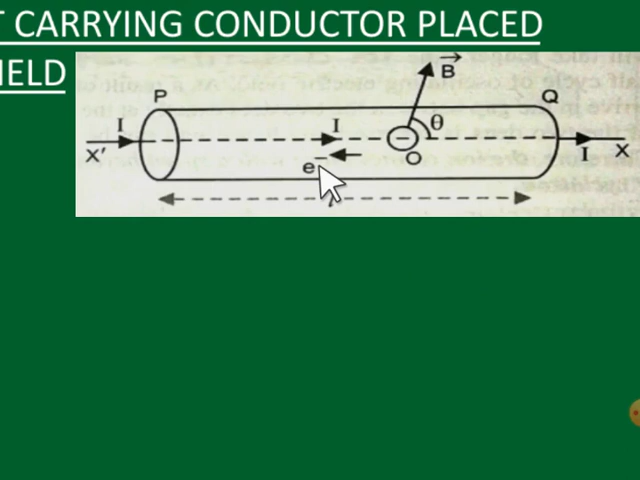 T CARRYING CONDUCTOR PLACED
IELD
B
P
Q
I
I
θ
X'
e⁻
O
I
X